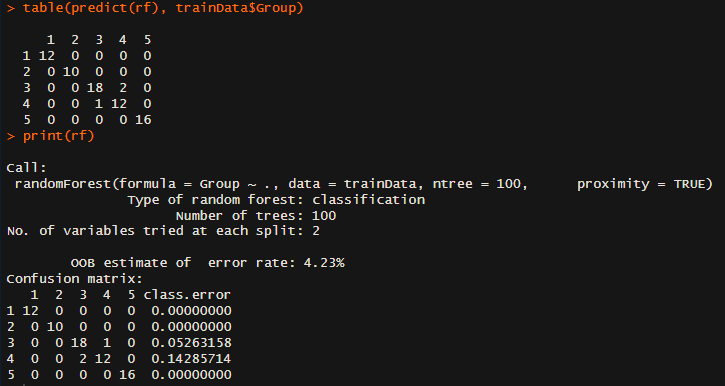 > table(predict(rf), trainData$Group)
     1  2  3  4  5
  1 12  0  0  0  0
  2  0 10  0  0  0
  3  0  0 18  2  0
  4  0  0  1 12  0
  5  0  0  0  0 16
> print(rf)
Call:
 randomForest(formula = Group ~ ., data = trainData, ntree = 100,      proximity = TRUE)
               Type of random forest: classification
                     Number of trees: 100
No. of variables tried at each split: 2
        OOB estimate of  error rate: 4.23%
Confusion matrix:
   1  2  3  4  5 class.error
1 12  0  0  0  0  0.00000000
2  0 10  0  0  0  0.00000000
3  0  0 18  1  0  0.05263158
4  0  0  2 12  0  0.14285714
5  0  0  0  0 16  0.00000000